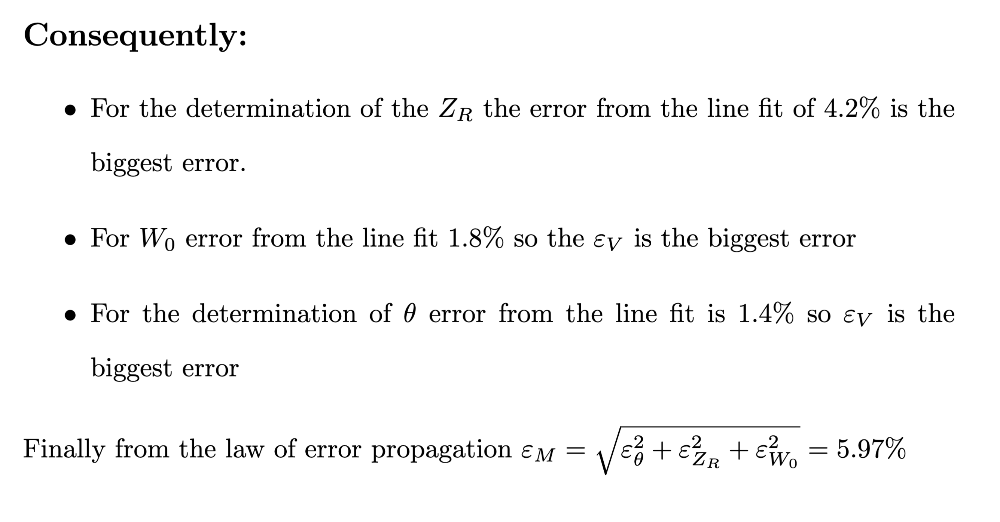 Consequently:
• For the determination of the $Z_R$ the error from the line fit of 4.2% is the
biggest error.
• For $W_0$ error from the line fit 1.8% so the $\varepsilon_V$ is the biggest error
• For the determination of $\theta$ error from the line fit is 1.4% so $\varepsilon_V$ is the
biggest error
Finally from the law of error propagation $\varepsilon_M = \sqrt{\varepsilon_\theta^2 + \varepsilon_{Z_R}^2 + \varepsilon_{W_0}^2} = 5.97\%$